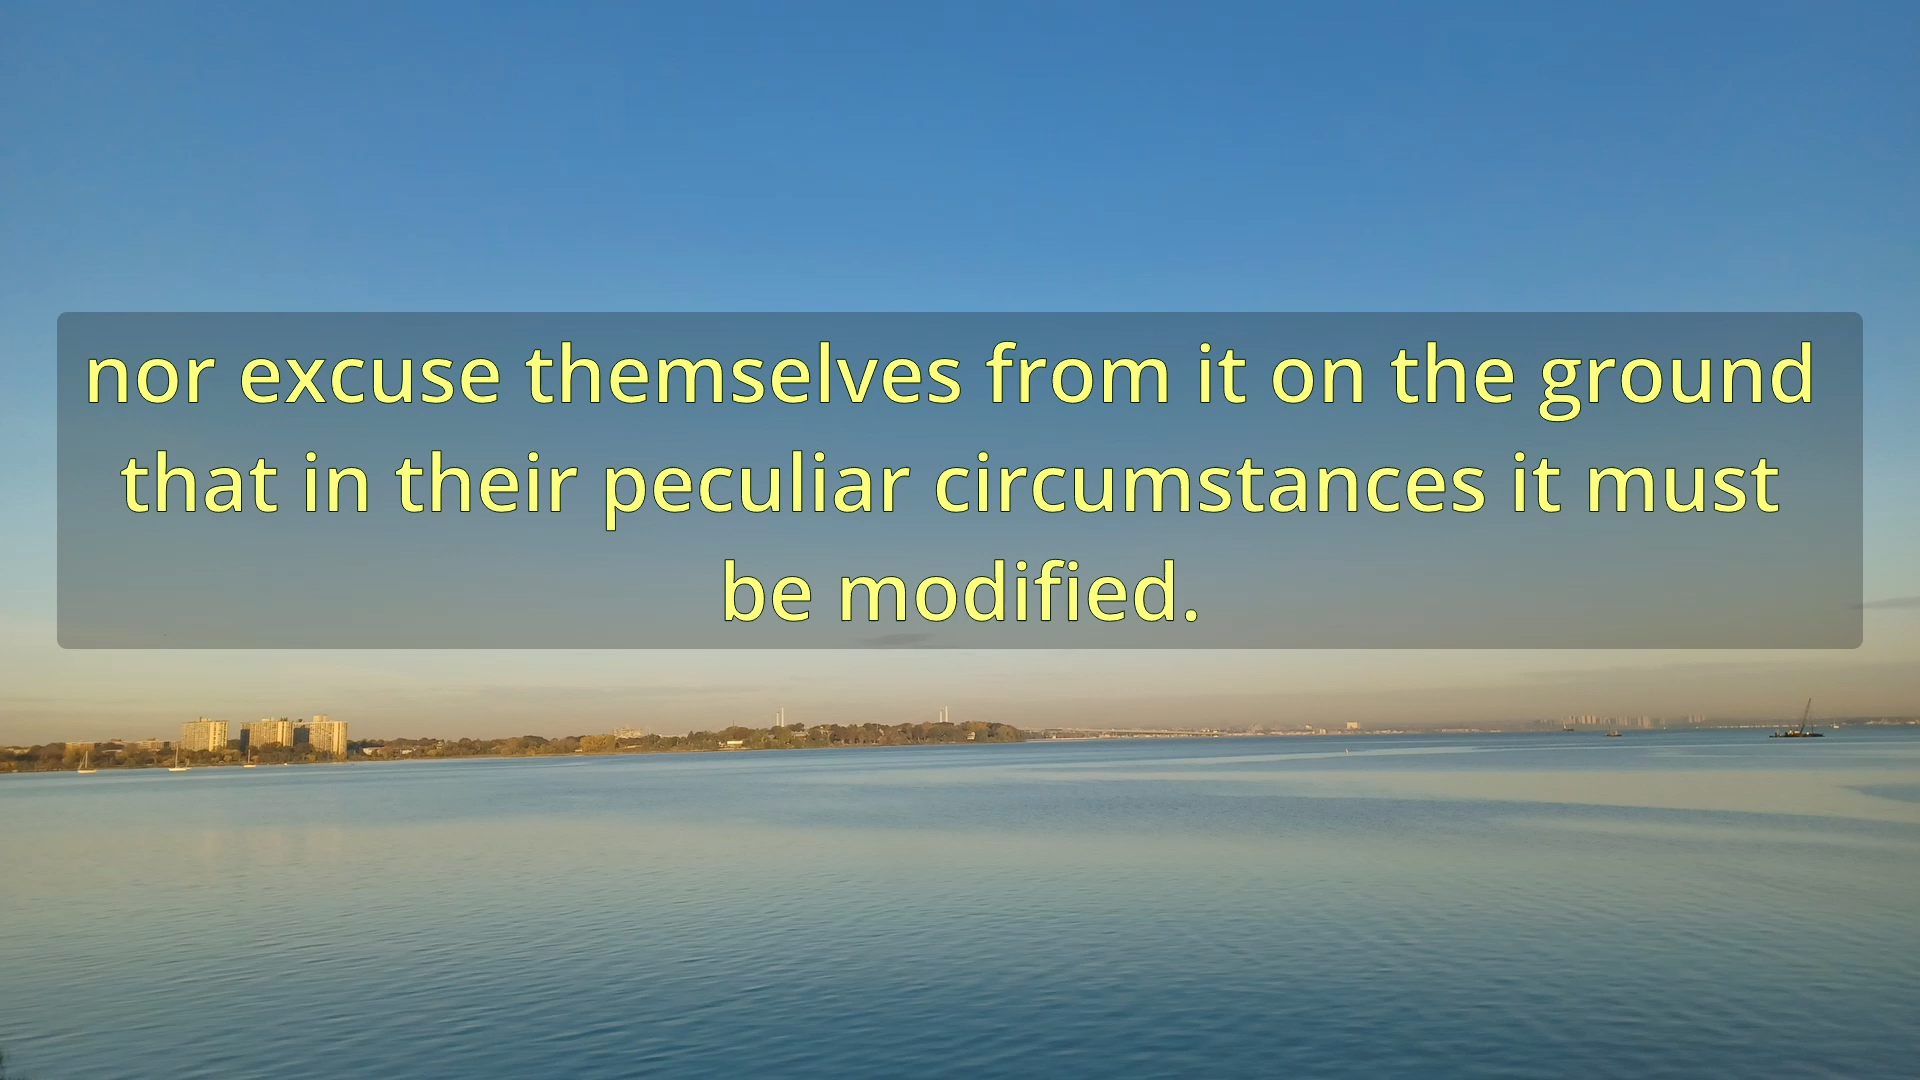 nor excuse themselves from it on the ground
that in their peculiar circumstances it must
be modified.